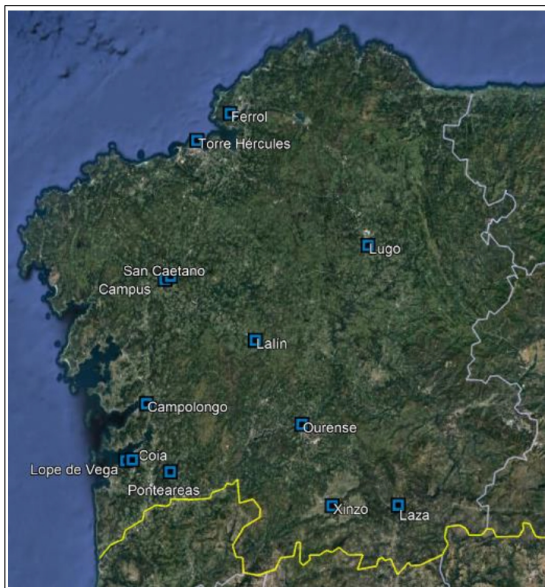 Ferrol
Torre Hércules
Lugo
San Caetano
Campus
Lalín
Campolongo
Ourense
Coia
Lope de Vega
Ponteareas
Xinzo
Laza